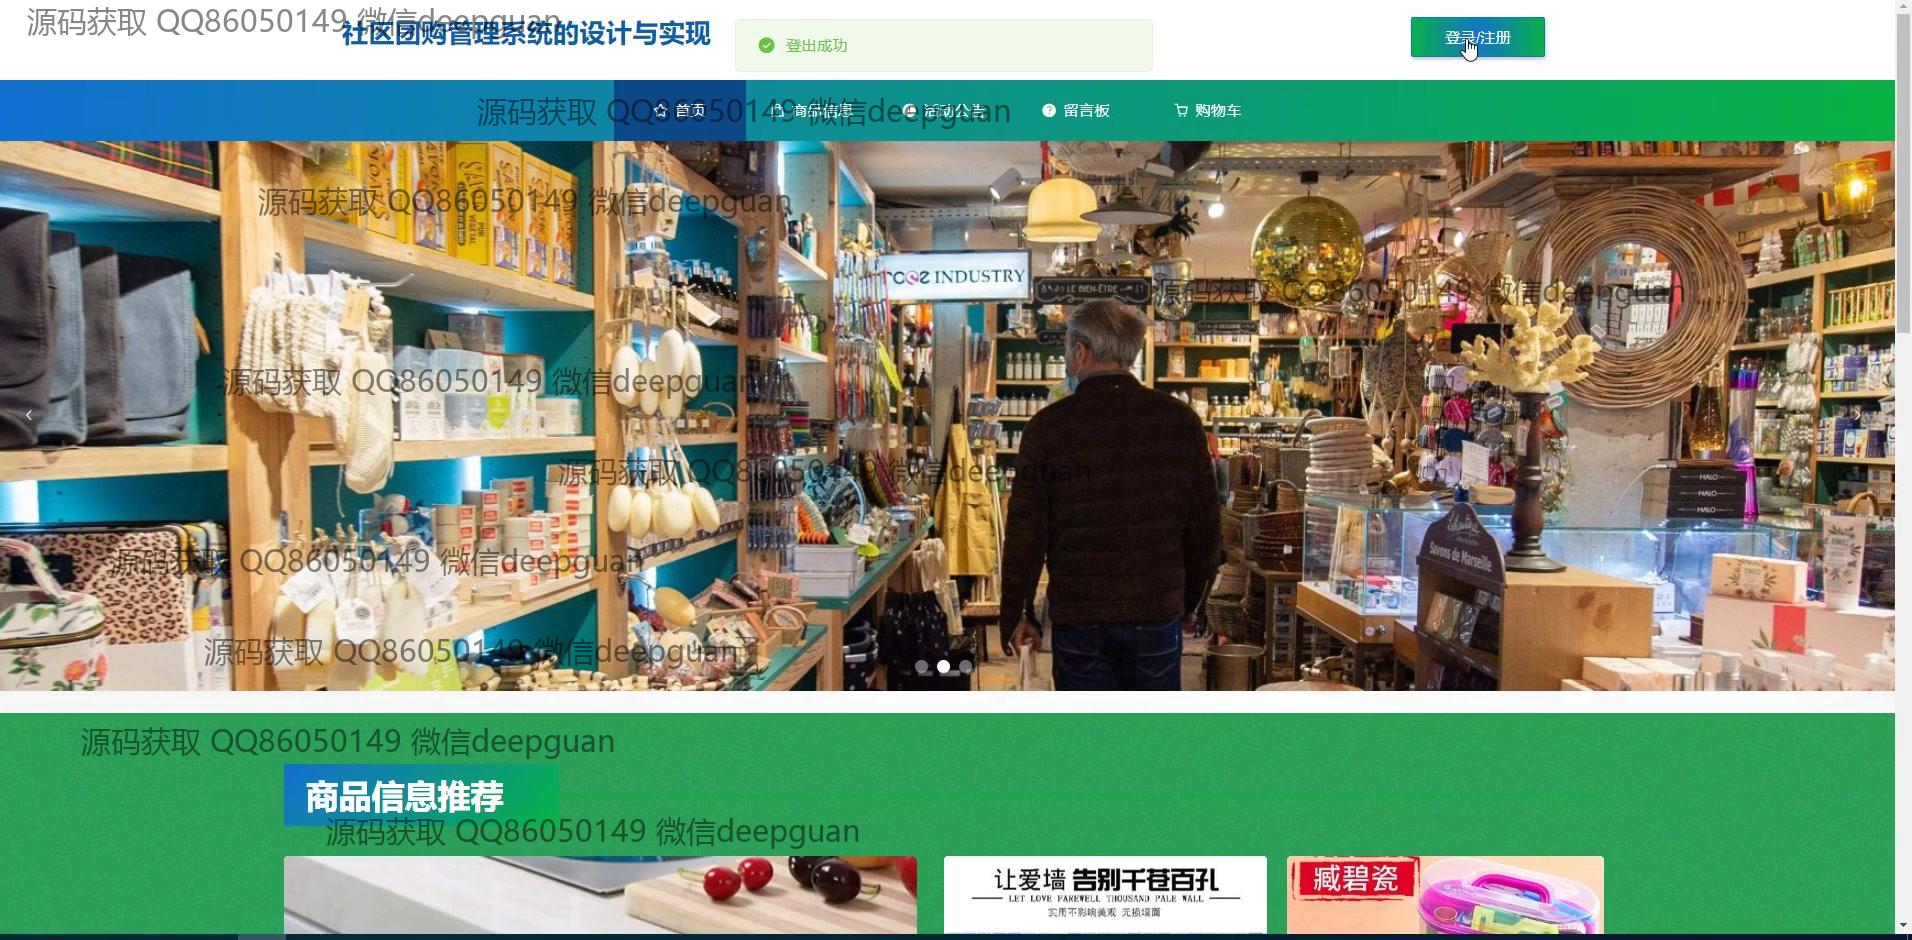 源码获取 QQ86050149 微信deepguan
社区团购管理系统的设计与实现
登出成功
登录/注册
首页
商品信息
活动公告
留言板
购物车
源码获取 QQ86050149 微信deepguan
源码获取 QQ86050149 微信deepguan
INDUSTRY
LE BIEN-ÊTRE
源码获取 QQ86050149 微信deepguan
源码获取 QQ86050149 微信deepguan
源码获取 QQ86050149 微信deepguan
HALO
HALO
HALO
Savons de Marseille
1902
1902
源码获取 QQ86050149 微信deepguan
源码获取 QQ86050149 微信deepguan
源码获取 QQ86050149 微信deepguan
商品信息推荐
源码获取 QQ86050149 微信deepguan
让爱墙 告别千苍百孔
LET LOVE FAREWELL THOUSAND PALE WALL
实用不影响美观 无损墙面
臧碧瓷